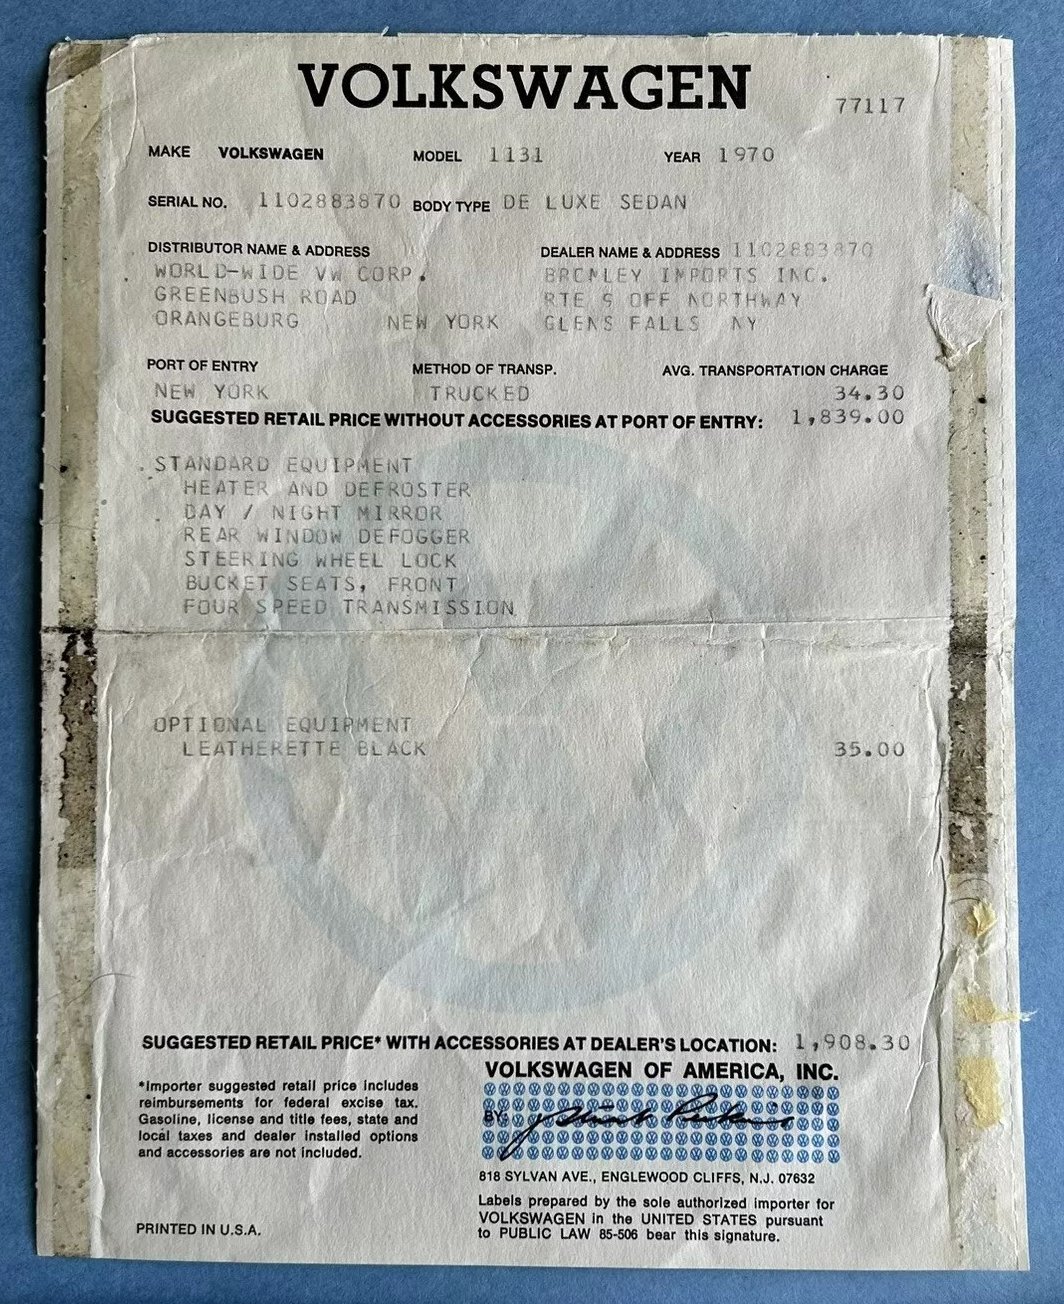 VOLKSWAGEN
77117
MAKE VOLKSWAGEN MODEL 1131 YEAR 1970
SERIAL NO. 1102883870 BODY TYPE DE LUXE SEDAN
DISTRIBUTOR NAME & ADDRESS DEALER NAME & ADDRESS 1102883870
WORLD-WIDE VW CORP. BROMLEY IMPORTS INC.
GREENBUSH ROAD RTE 9 OFF NORTHWAY
ORANGEBURG NEW YORK GLENS FALLS NY
PORT OF ENTRY METHOD OF TRANSP. AVG. TRANSPORTATION CHARGE
NEW YORK TRUCKED 34.30
SUGGESTED RETAIL PRICE WITHOUT ACCESSORIES AT PORT OF ENTRY: 1,839.00
STANDARD EQUIPMENT
HEATER AND DEFROSTER
DAY / NIGHT MIRROR
REAR WINDOW DEFOGGER
STEERING WHEEL LOCK
BUCKET SEATS, FRONT
FOUR SPEED TRANSMISSION
OPTIONAL EQUIPMENT
LEATHERETTE BLACK 35.00
SUGGESTED RETAIL PRICE* WITH ACCESSORIES AT DEALER'S LOCATION: 1,908.30
*Importer suggested retail price includes
reimbursements for federal excise tax.
Gasoline, license and title fees, state and
local taxes and dealer installed options
and accessories are not included.
PRINTED IN U.S.A.
VOLKSWAGEN OF AMERICA, INC.
BY:
818 SYLVAN AVE., ENGLEWOOD CLIFFS, N.J. 07632
Labels prepared by the sole authorized importer for
VOLKSWAGEN in the UNITED STATES pursuant
to PUBLIC LAW 85-506 bear this signature.